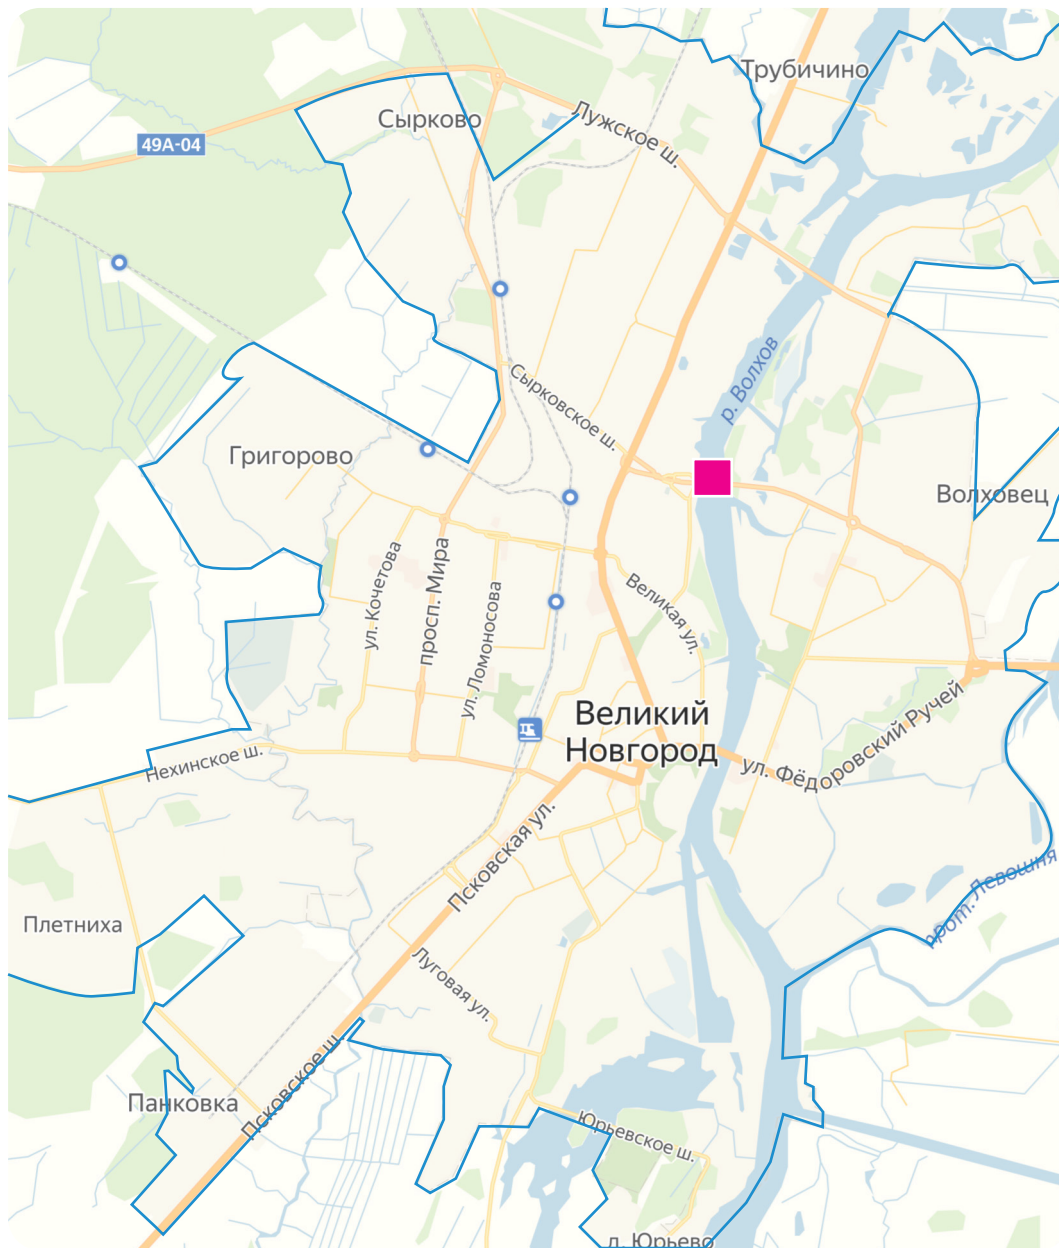 Трубичино
Сырково
Лужское ш.
49А-04
р. Волхов
Сырковское ш.
Григорово
Волховец
ул. Кочетова
просп. Мира
ул. Ломоносова
Великая ул.
Великий
Новгород
ул. Фёдоровский Ручей
Нехинское ш.
Псковская ул.
прот. Левошня
Плетниха
Луговая ул.
Псковское ш.
Панковка
Юрьевское ш.
д. Юрьево